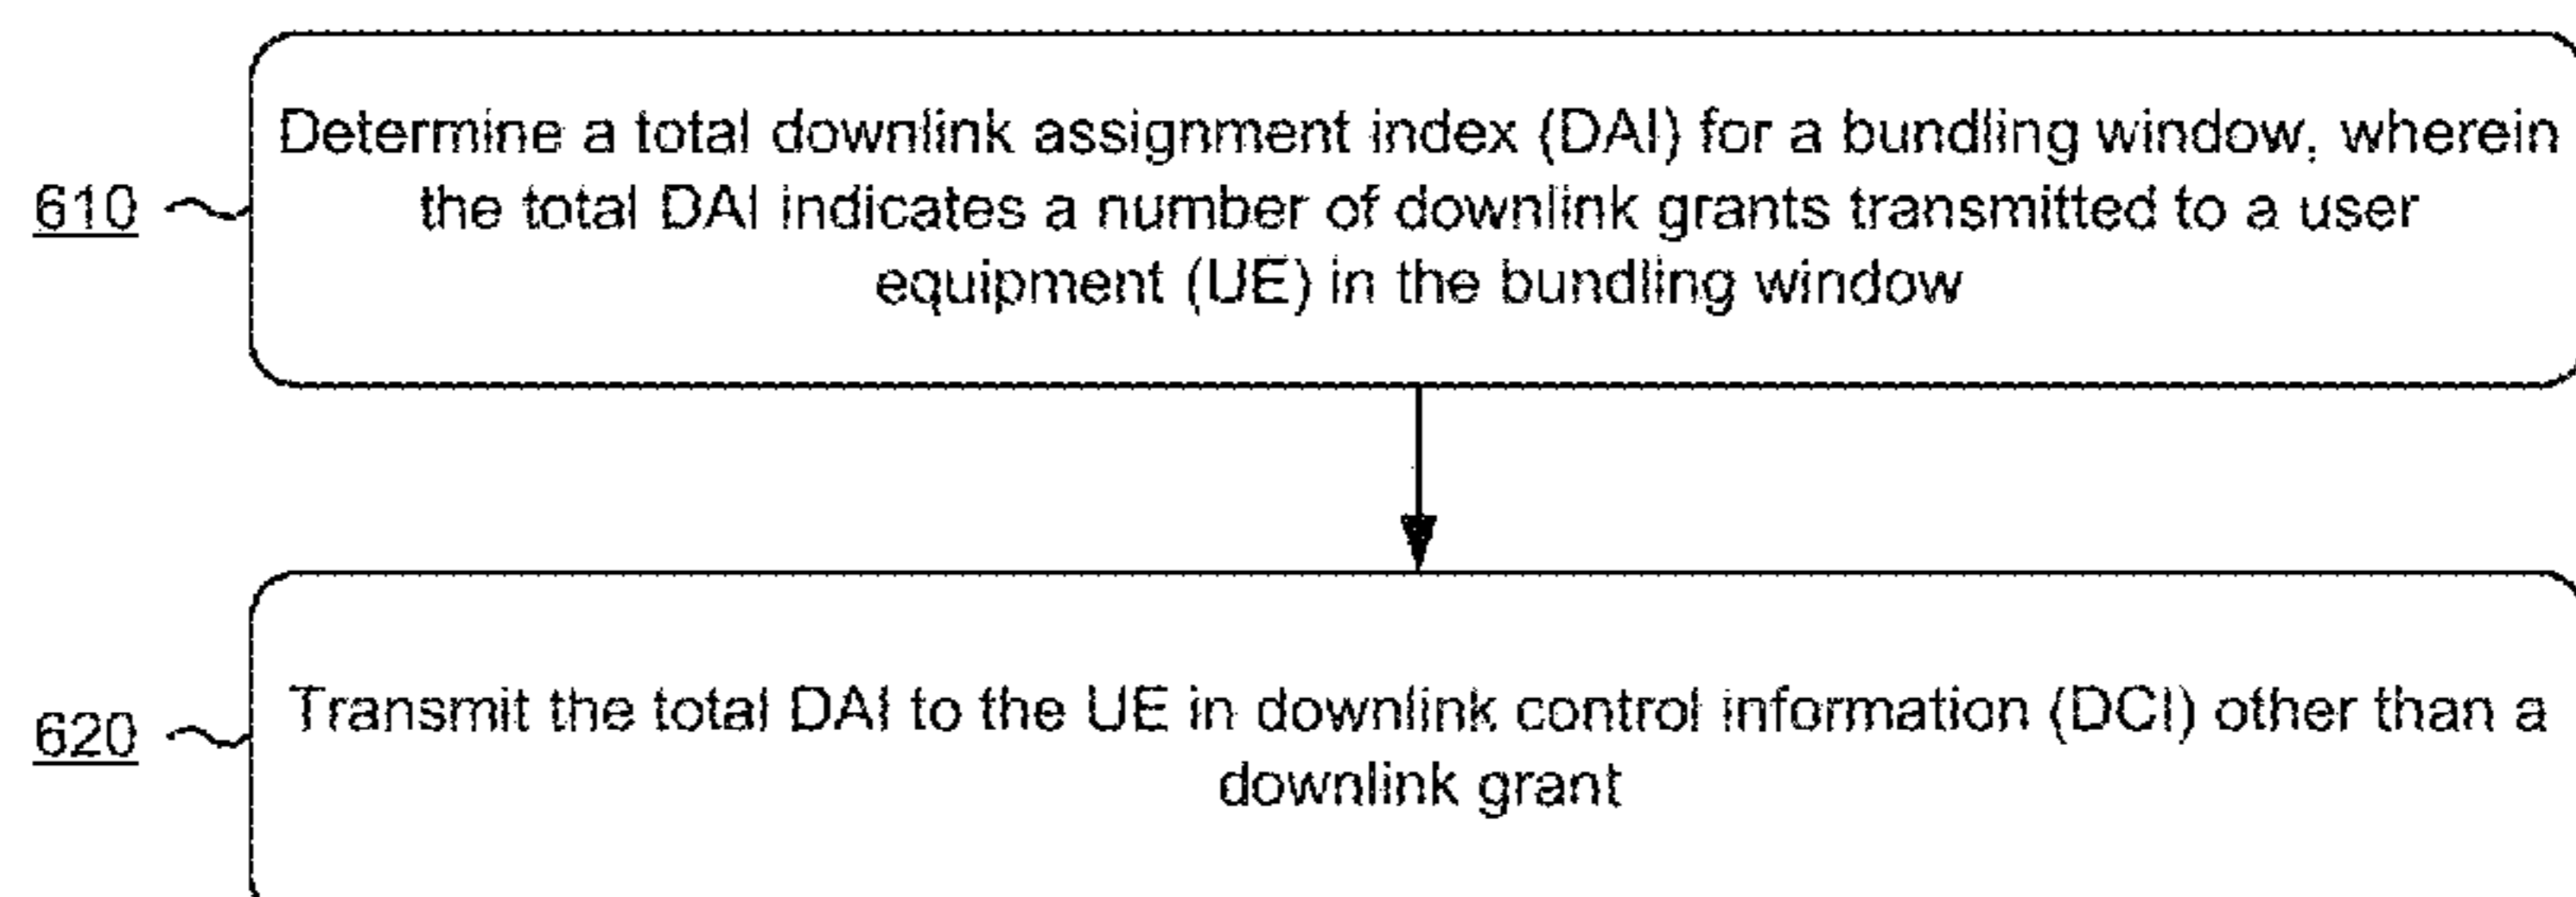 Determine a total downlink assignment index (DAI) for a bundling window, wherein
610
the total DAI indicates a number of downlink grants transmitted to a user
equipment (UE) in the bundling window
Transmit the total DAI to the UE in downlink control information (DCI) other than a
620
downlink grant